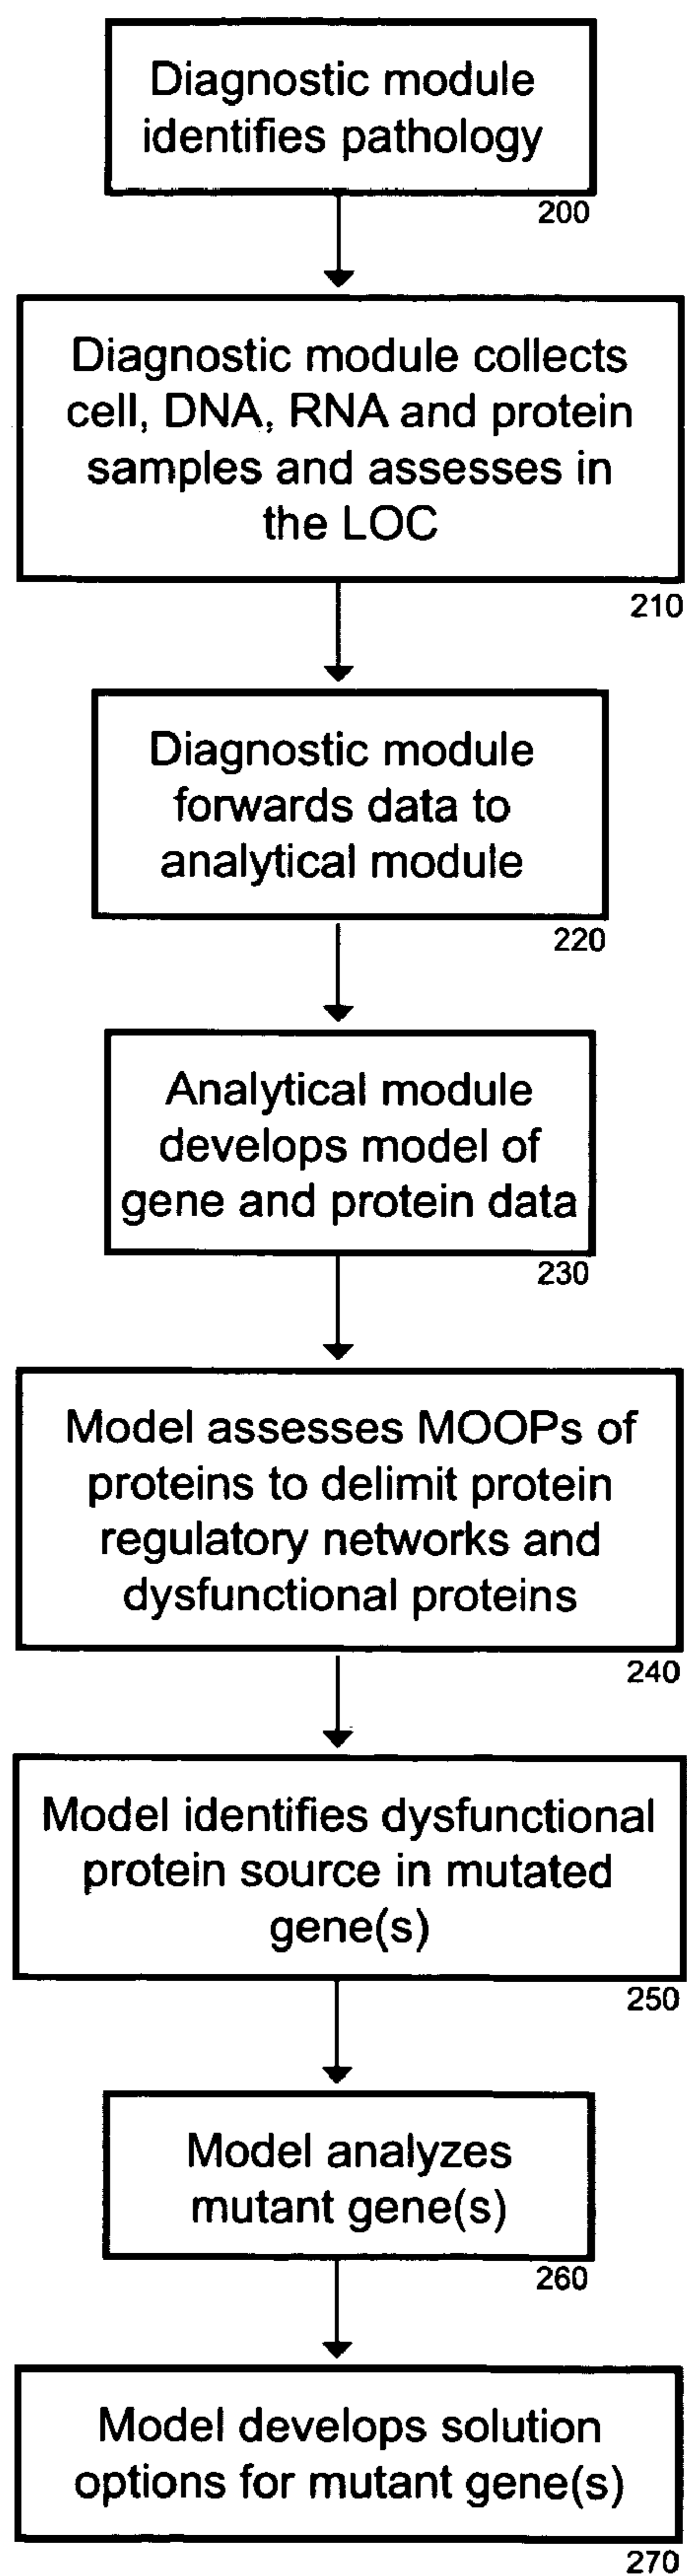 Diagnostic module
identifies pathology
200
Diagnostic module collects
cell, DNA, RNA and protein
samples and assesses in
the LOC
210
Diagnostic module
forwards data to
analytical module
220
Analytical module
develops model of
gene and protein data
230
Model assesses MOOPs of
proteins to delimit protein
regulatory networks and
dysfunctional proteins
240
Model identifies dysfunctional
protein source in mutated
gene(s)
250
Model analyzes
mutant gene(s)
260
Model develops solution
options for mutant gene(s)
270